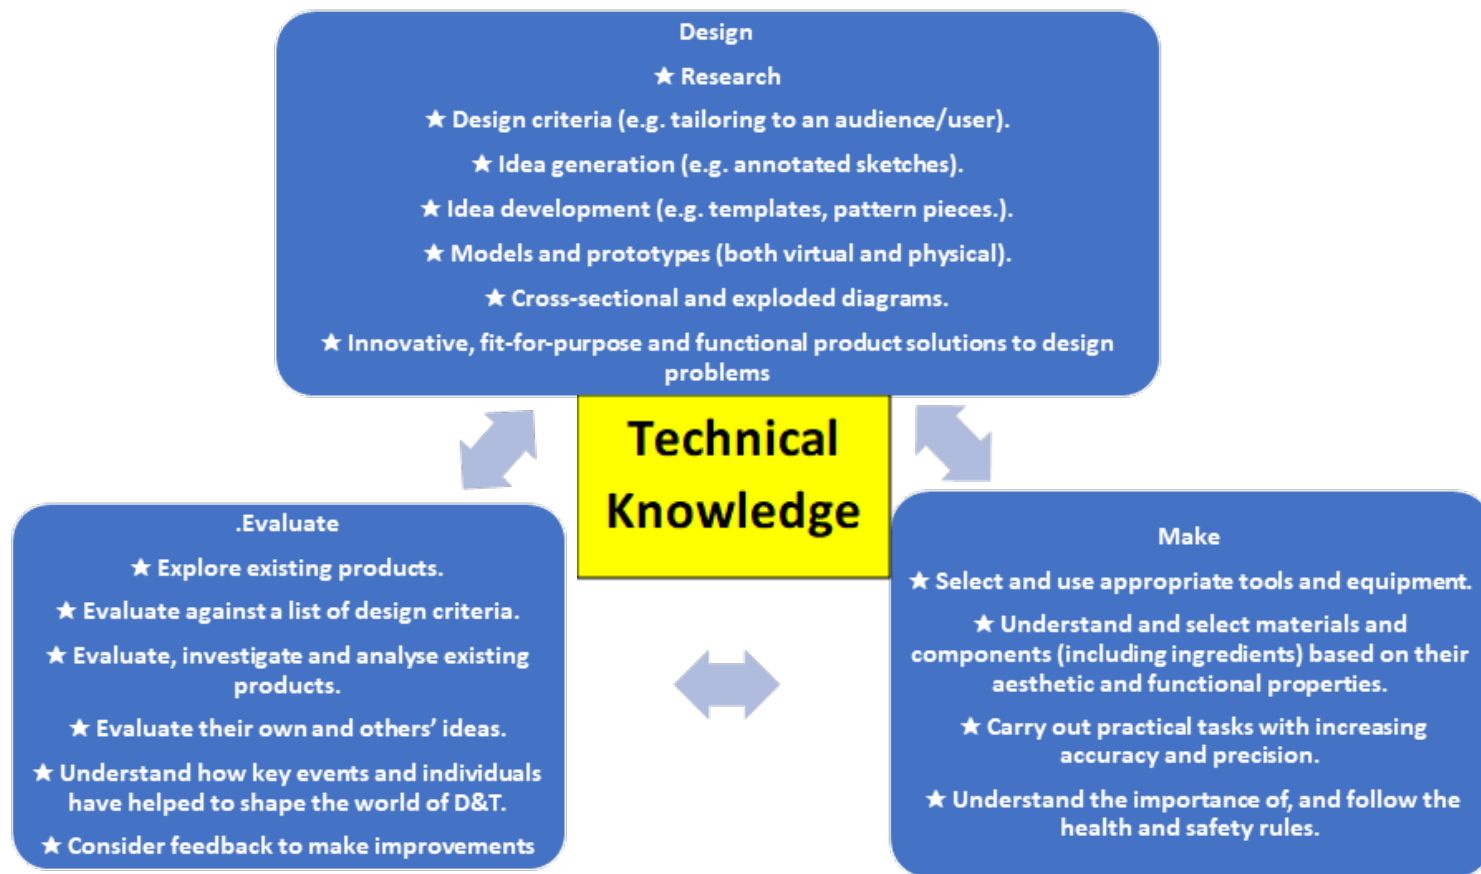 Design
★ Research
★ Design criteria (e.g. tailoring to an audience/user).
★ Idea generation (e.g. annotated sketches).
★ Idea development (e.g. templates, pattern pieces.).
★ Models and prototypes (both virtual and physical).
★ Cross-sectional and exploded diagrams.
★ Innovative, fit-for-purpose and functional product solutions to design
problems
Technical
Knowledge
.Evaluate
★ Explore existing products.
★ Evaluate against a list of design criteria.
★ Evaluate, investigate and analyse existing
products.
★ Evaluate their own and others’ ideas.
★ Understand how key events and individuals
have helped to shape the world of D&T.
★ Consider feedback to make improvements
Make
★ Select and use appropriate tools and equipment.
★ Understand and select materials and
components (including ingredients) based on their
aesthetic and functional properties.
★ Carry out practical tasks with increasing
accuracy and precision.
★ Understand the importance of, and follow the
health and safety rules.